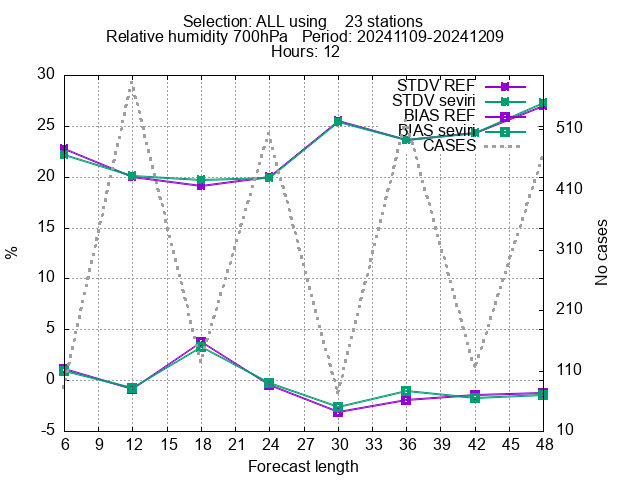 Selection: ALL using 23 stations
Relative humidity 700hPa Period: 20241109-20241209
Hours: 12
STDV REF
STDV seviri
BIAS REF
BIAS seviri
CASES
30
25
20
15
10
5
0
-5
%
510
410
310
210
110
10
No cases
6 9 12 15 18 21 24 27 30 33 36 39 42 45 48
Forecast length